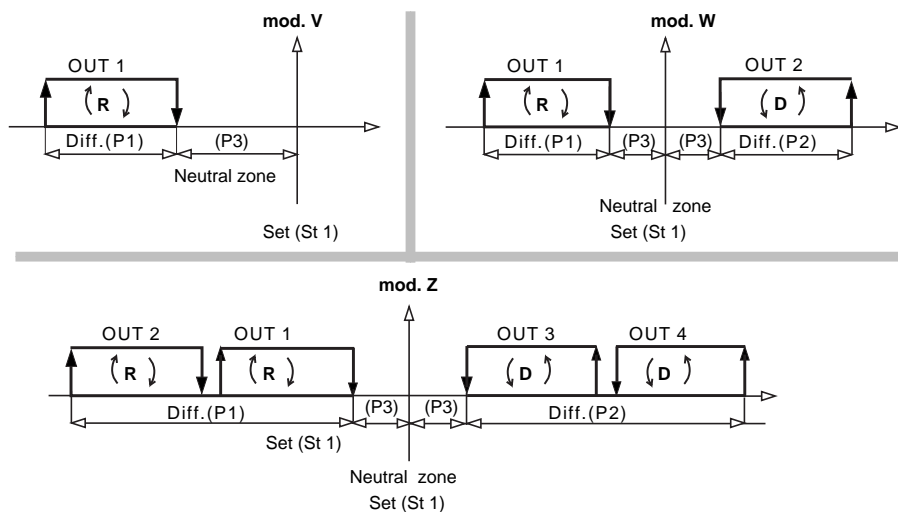 mod. V
OUT 1
R
Diff.(P1)
(P3)
Neutral zone
Set (St 1)
mod. W
OUT 1
OUT 2
R
D
Diff.(P1)
(P3)
(P3)
Diff.(P2)
Neutral zone
Set (St 1)
mod. Z
OUT 2
OUT 1
OUT 3
OUT 4
R
R
D
D
Diff.(P1)
(P3)
(P3)
Diff.(P2)
Set (St 1)
Neutral zone
Set (St 1)